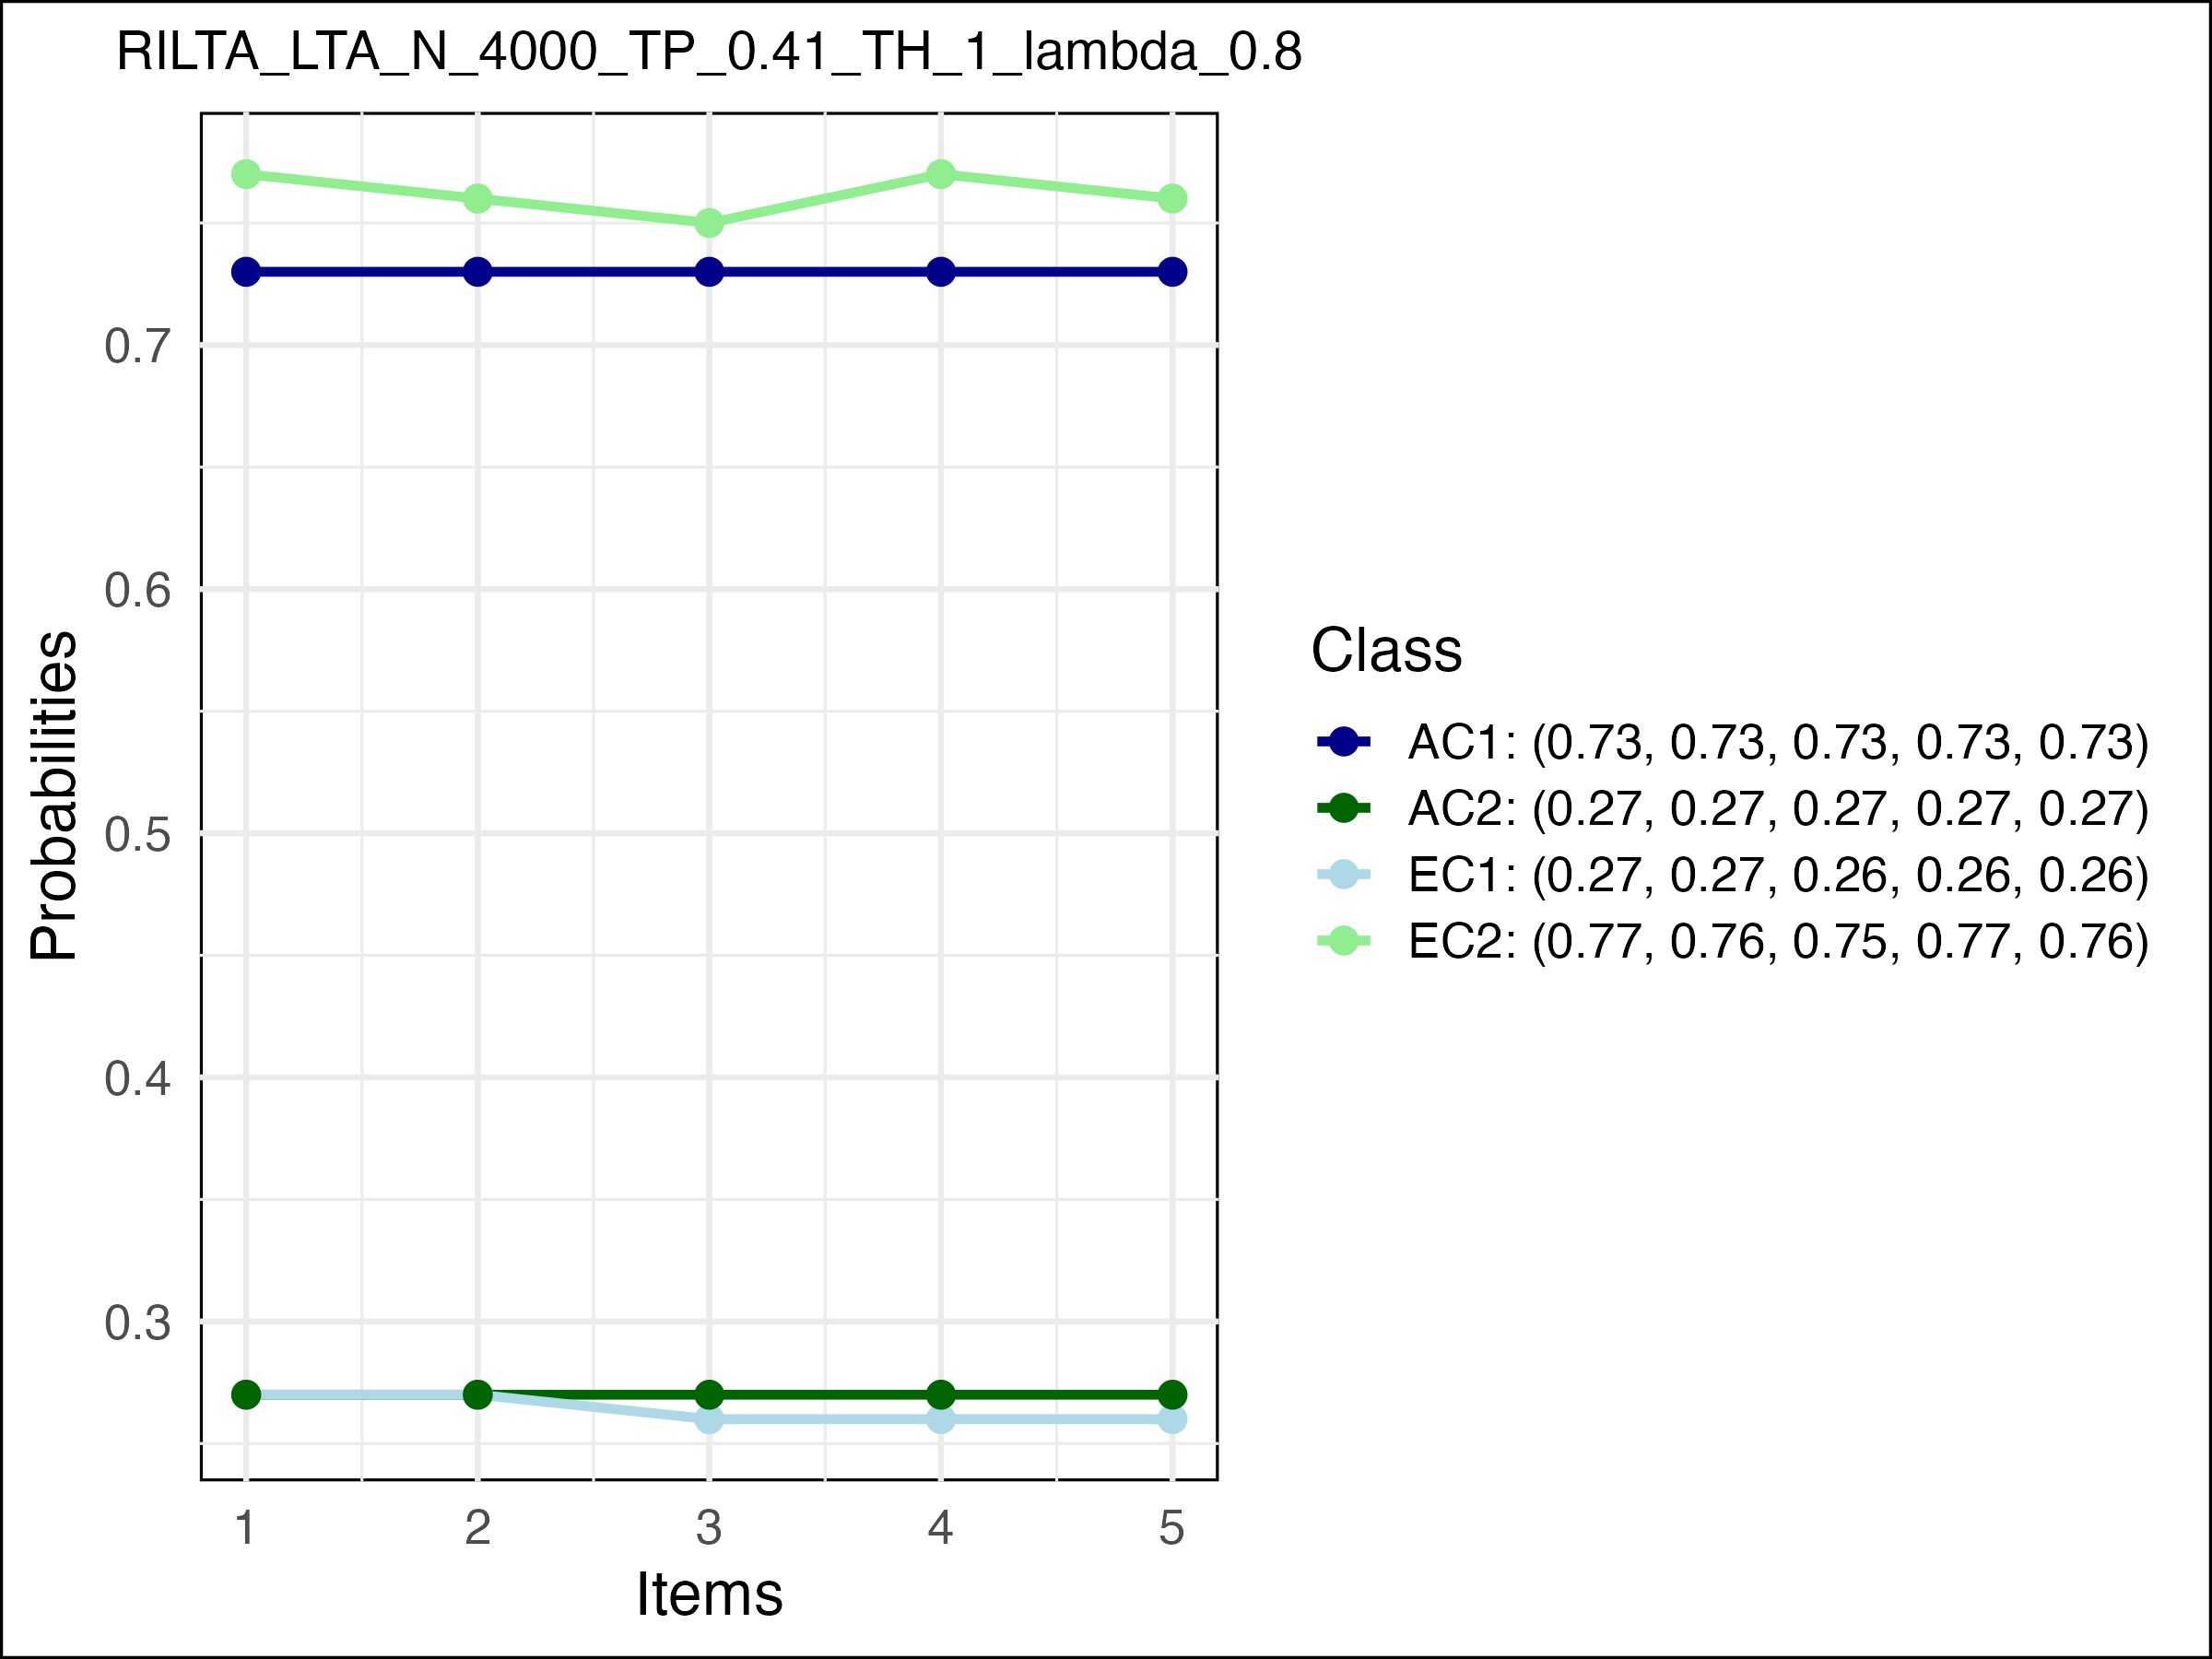 RILTA_LTA_N_4000_TP_0.41_TH_1_lambda_0.8
Probabilities
0.7
0.6
0.5
0.4
0.3
1 2 3 4 5
Items
Class
AC1: (0.73, 0.73, 0.73, 0.73, 0.73)
AC2: (0.27, 0.27, 0.27, 0.27, 0.27)
EC1: (0.27, 0.27, 0.26, 0.26, 0.26)
EC2: (0.77, 0.76, 0.75, 0.77, 0.76)